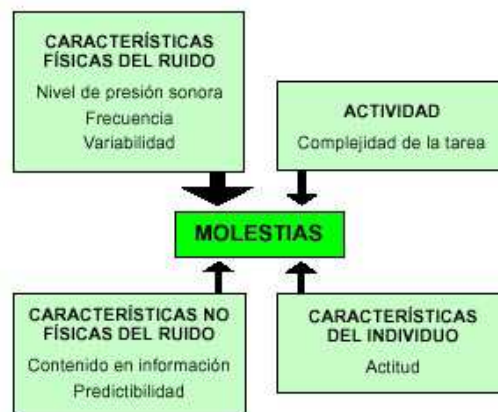 CARACTERÍSTICAS
FÍSICAS DEL RUIDO
Nivel de presión sonora
Frecuencia
Variabilidad
ACTIVIDAD
Complejidad de la tarea
MOLESTIAS
CARACTERÍSTICAS NO
FÍSICAS DEL RUIDO
Contenido en información
Predictibilidad
CARACTERÍSTICAS
DEL INDIVIDUO
Actitud